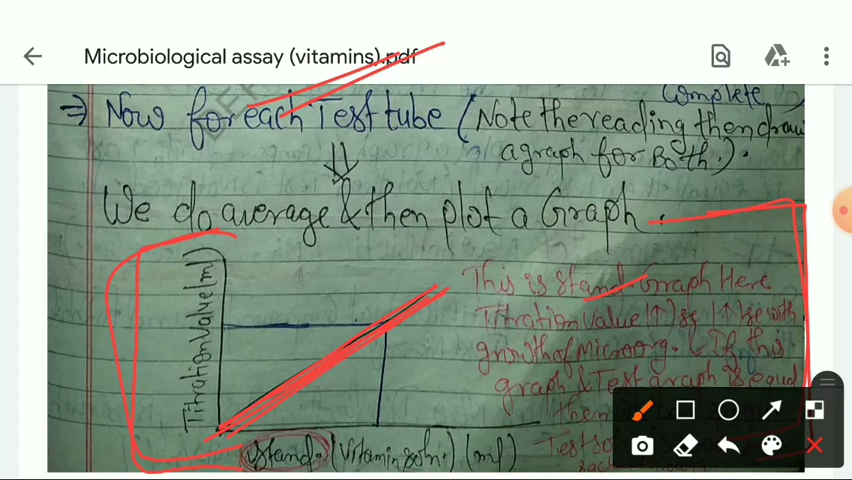 Microbiological assay (vitamins).pdf
Complete
⇒ Now for each Test tube (Note the reading then draw
a graph for Both.).
We do average & then plot a Graph.
Titration Value (ml)
This is stand. Graph Here
Titration Value (↑) as (↑)se with
growth of Microorg. & If this
graph & Test graph is equal
then
Test
Stand. (Vitamin soln.) (ml)